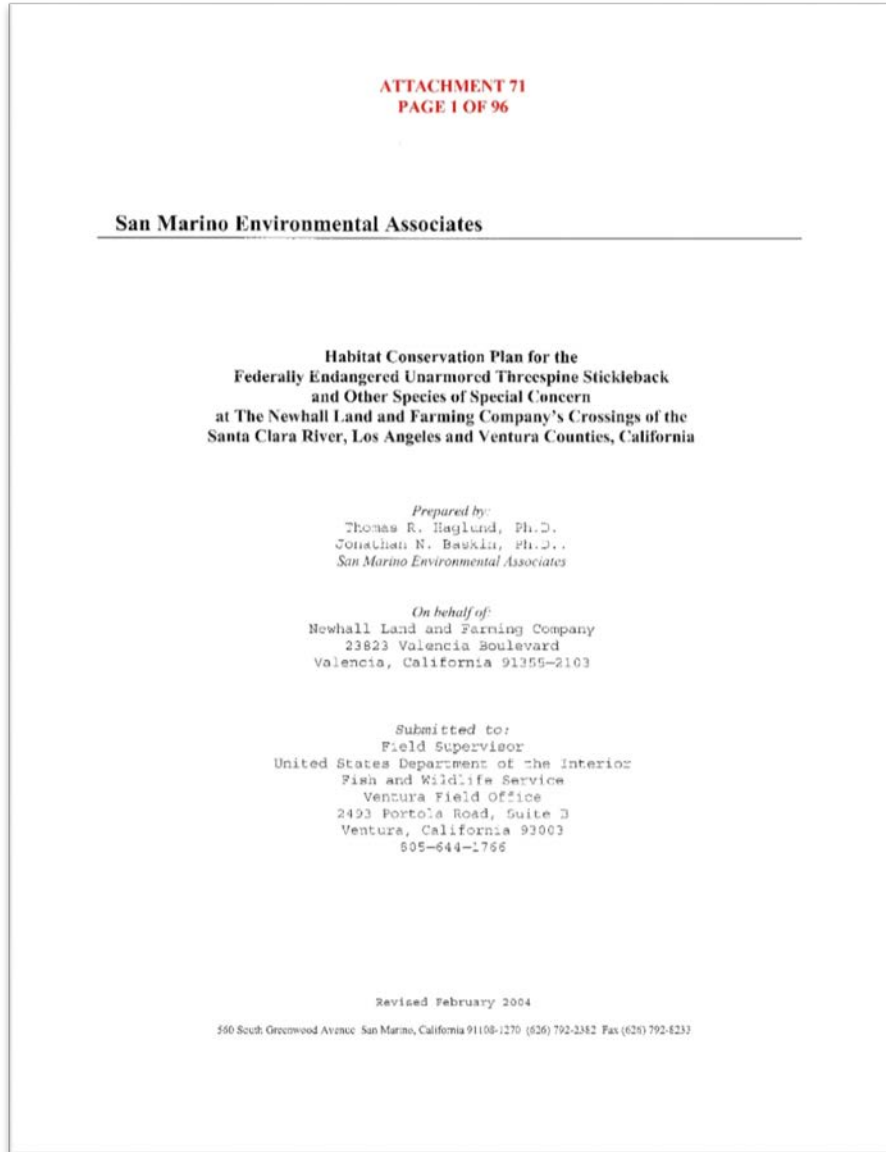 ATTACHMENT 71
PAGE 1 OF 96
San Marino Environmental Associates
Habitat Conservation Plan for the
Federally Endangered Unarmored Threespine Stickleback
and Other Species of Special Concern
at The Newhall Land and Farming Company's Crossings of the
Santa Clara River, Los Angeles and Ventura Counties, California
Prepared by:
Thomas R. Haglund, Ph.D.
Jonathan N. Baskin, Ph.D..
San Marino Environmental Associates
On behalf of:
Newhall Land and Farming Company
23823 Valencia Boulevard
Valencia, California 91355-2103
Submitted to:
Field Supervisor
United States Department of the Interior
Fish and Wildlife Service
Ventura Field Office
2493 Portola Road, Suite B
Ventura, California 93003
805-644-1766
Revised February 2004
560 South Greenwood Avenue San Marino, California 91108-1270 (626) 792-2382 Fax (626) 792-8233